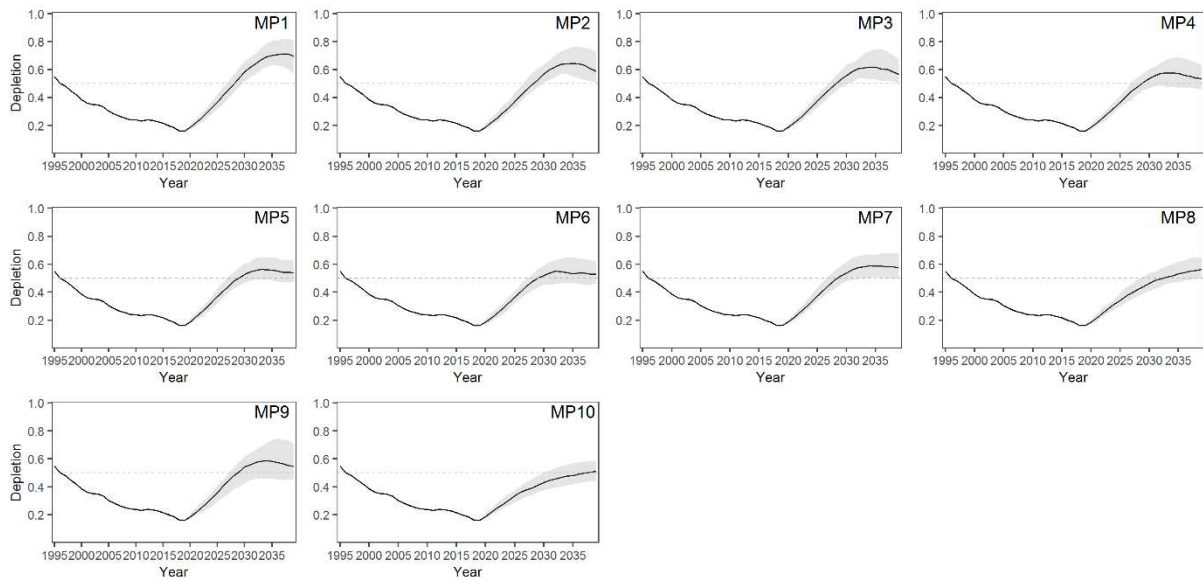 MP1 MP2 MP3 MP4
1.0 1.0 1.0 1.0
0.8 0.8 0.8 0.8
0.6 0.6 0.6 0.6
0.4 0.4 0.4 0.4
0.2 0.2 0.2 0.2
Depletion
1995 2000 2005 2010 2015 2020 2025 2030 2035 1995 2000 2005 2010 2015 2020 2025 2030 2035 1995 2000 2005 2010 2015 2020 2025 2030 2035 1995 2000 2005 2010 2015 2020 2025 2030 2035
Year Year Year Year
MP5 MP6 MP7 MP8
1.0 1.0 1.0 1.0
0.8 0.8 0.8 0.8
0.6 0.6 0.6 0.6
0.4 0.4 0.4 0.4
0.2 0.2 0.2 0.2
Depletion
1995 2000 2005 2010 2015 2020 2025 2030 2035 1995 2000 2005 2010 2015 2020 2025 2030 2035 1995 2000 2005 2010 2015 2020 2025 2030 2035 1995 2000 2005 2010 2015 2020 2025 2030 2035
Year Year Year Year
MP9 MP10
1.0 1.0
0.8 0.8
0.6 0.6
0.4 0.4
0.2 0.2
Depletion
1995 2000 2005 2010 2015 2020 2025 2030 2035 1995 2000 2005 2010 2015 2020 2025 2030 2035
Year Year